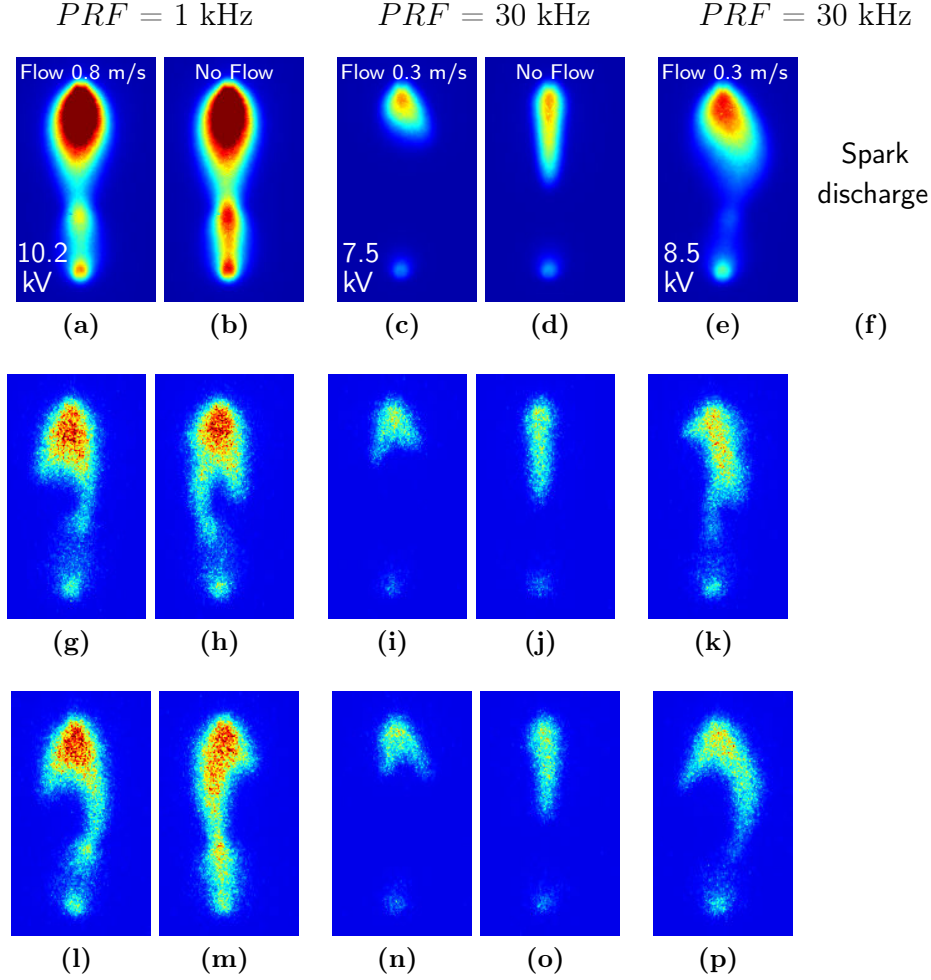 PRF = 1 kHz PRF = 30 kHz PRF = 30 kHz
Flow 0.8 m/s No Flow Flow 0.3 m/s No Flow Flow 0.3 m/s
Spark
discharge
10.2 7.5 8.5
kV kV kV
(a) (b) (c) (d) (e) (f)
(g) (h) (i) (j) (k)
(l) (m) (n) (o) (p)